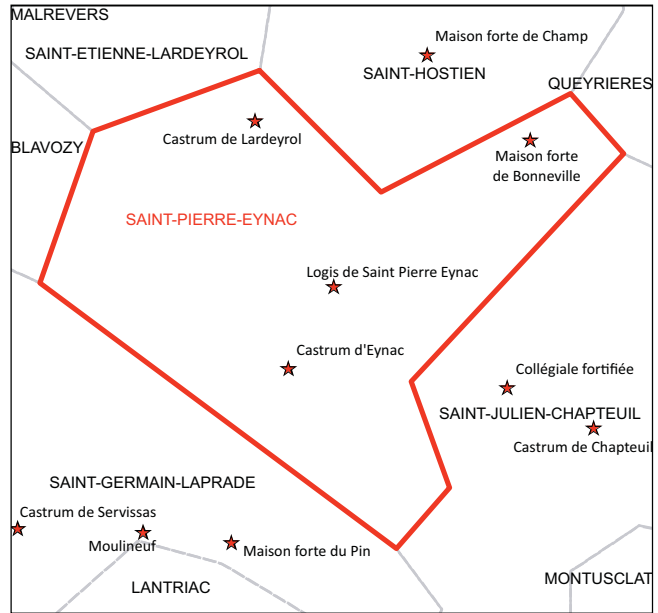 MALREVERS
Maison forte de Champ
SAINT-ETIENNE-LARDEYROL
SAINT-HOSTIEN
QUEYRIERES
Castrum de Lardeyrol
BLAVOZY
Maison forte
de Bonneville
SAINT-PIERRE-EYNAC
Logis de Saint Pierre Eynac
Castrum d'Eynac
Collégiale fortifiée
SAINT-JULIEN-CHAPTEUIL
Castrum de Chapteuil
SAINT-GERMAIN-LAPRADE
Castrum de Servissas
Moulineuf
Maison forte du Pin
LANTRIAC
MONTUSCLAT